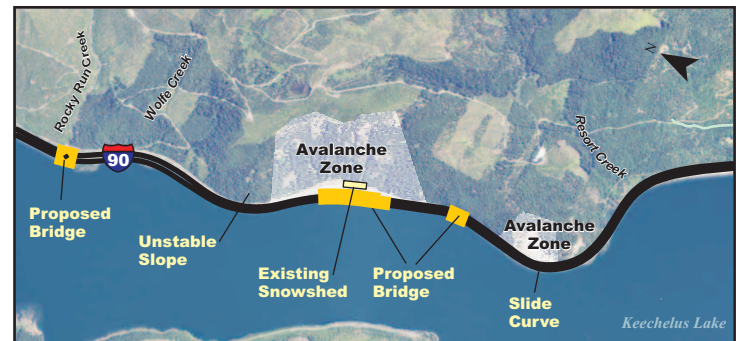 Rocky Run Creek
Wolfe Creek
N
Resort Creek
90
Avalanche
Zone
Proposed
Bridge
Unstable
Slope
Existing
Snowshed
Proposed
Bridge
Avalanche
Zone
Slide
Curve
Keechelus Lake